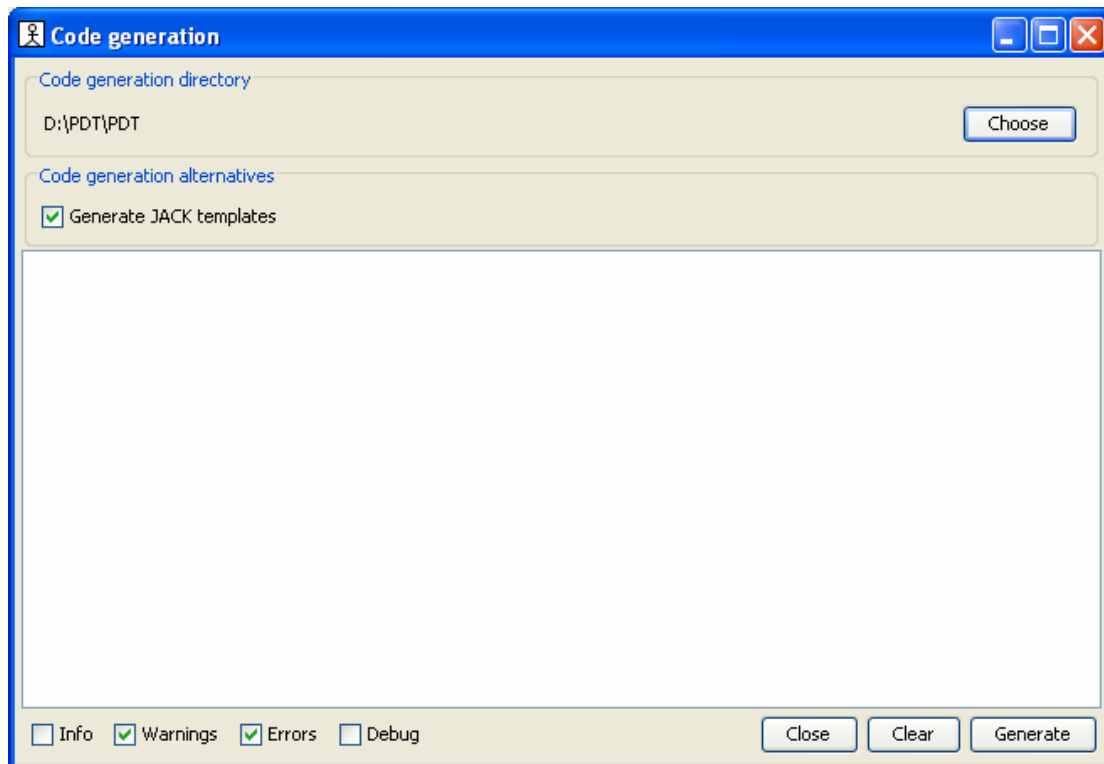 Code generation
Code generation directory
D:\PDT\PDT Choose
Code generation alternatives
Generate JACK templates
Info Warnings Errors Debug Close Clear Generate